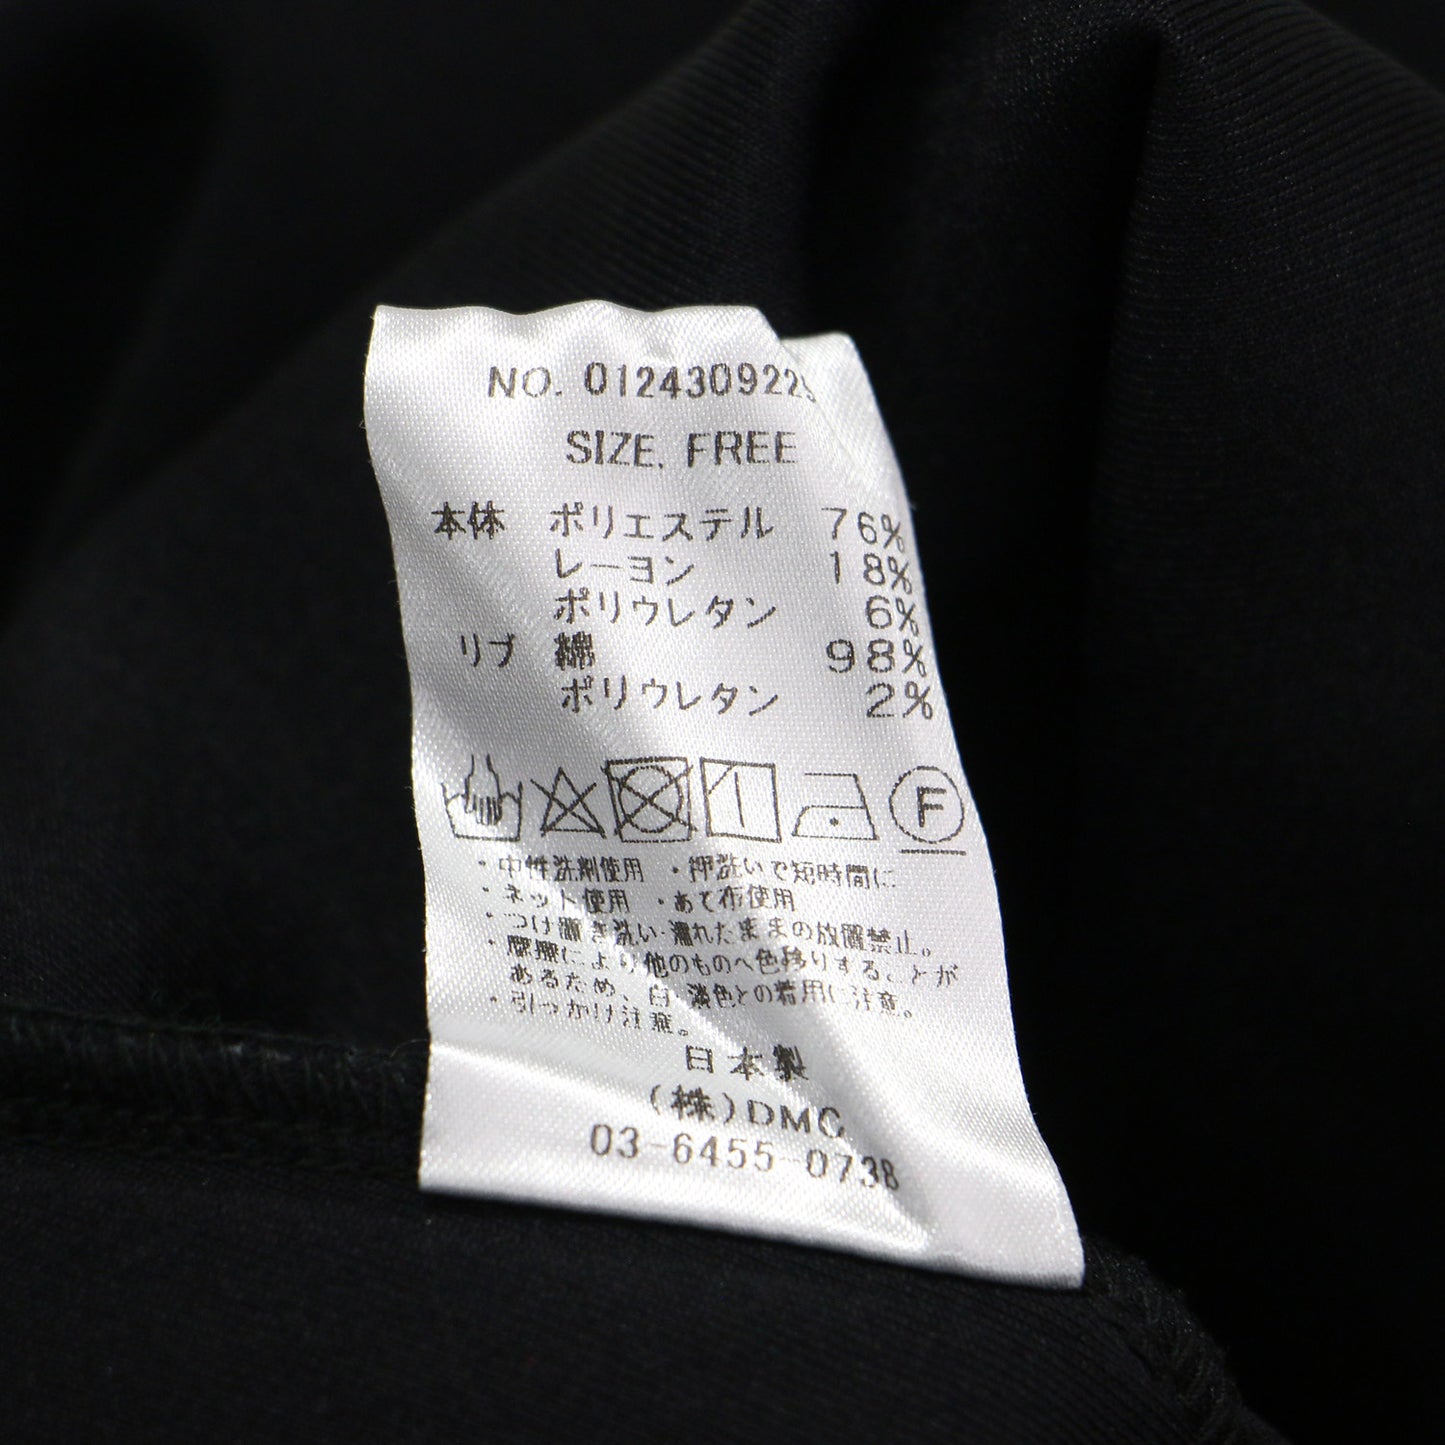 NO. 012430922
SIZE. FREE
本体 ポリエステル 76%
レーヨン 18%
ポリウレタン 6%
リブ 綿 98%
ポリウレタン 2%
F
・中性洗剤使用 ・押洗いで短時間に
・ネット使用 ・あて布使用
・つけ置き洗い・濡れたままの放置禁止。
・摩擦により他のものへ色移りすることが
あるため、白・淡色との着用に注意。
・引っかけ注意。
日本製
(株)DMC.
03-6455-0738